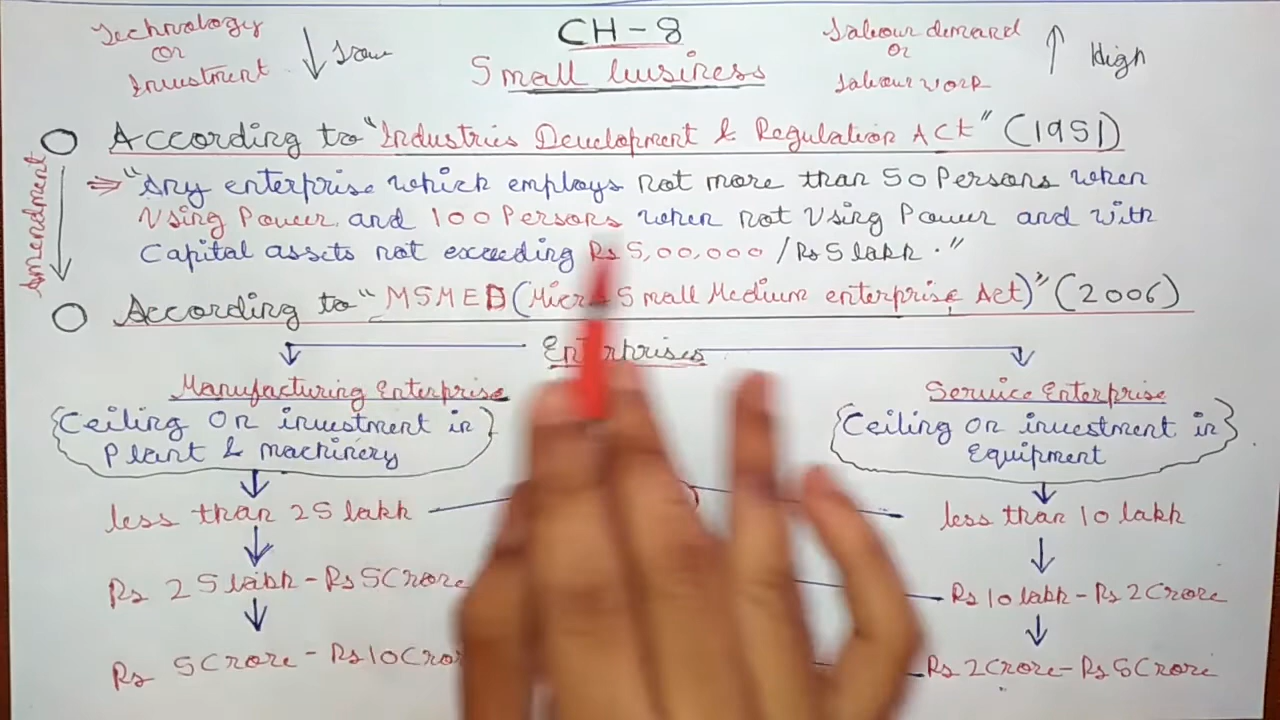 Technology
or
Investment
Low
CH-8
Small business
Labour demand
or
Labour work
High
According to "Industries Development & Regulation Act" (1951)
Amendment
"Any enterprise which employs not more than 50 Persons when
Using Power and 100 Persons when not Using Power and with
Capital assets not exceeding Rs 5,00,000 / Rs 5 lakh."
According to "MSMED (Micro Small Medium enterprise Act)" (2006)
Enterprises
Manufacturing Enterprise
Service Enterprise
Ceiling on investment in
Plant & machinery
Ceiling on investment in
Equipment
less than 25 lakh
less than 10 lakh
Rs 25 lakh - Rs 5 Crore
Rs 10 lakh - Rs 2 Crore
Rs 5 Crore - Rs 10 Cror
Rs 2 Crore - Rs 5 Crore